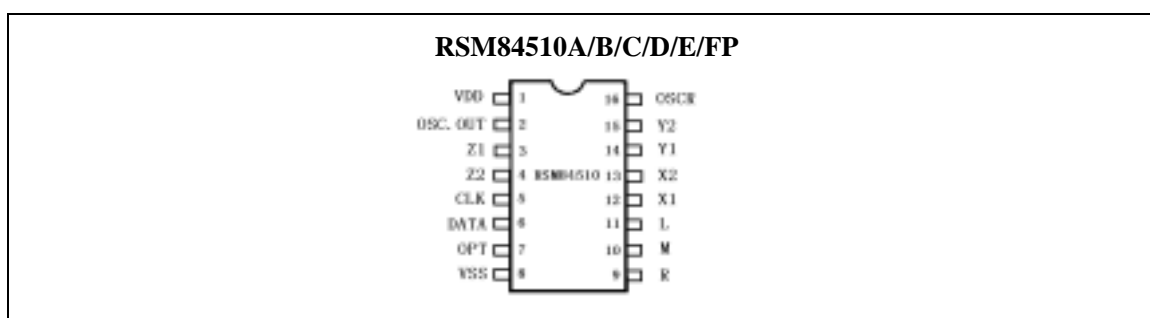 RSM84510A/B/C/D/E/FP
VDD 1 16 OSCR
OSC. OUT 2 15 Y2
Z1 3 14 Y1
Z2 4 RSM84510 13 X2
CLK 5 12 X1
DATA 6 11 L
OPT 7 10 M
VSS 8 9 R